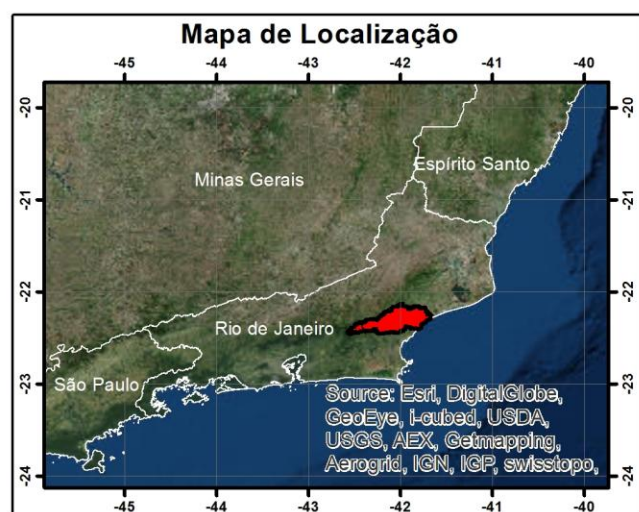 Mapa de Localização
-45 -44 -43 -42 -41 -40
-20
-21
-22
-23
-24
Espírito Santo
Minas Gerais
Rio de Janeiro
São Paulo
Source: Esri, DigitalGlobe,
GeoEye, i-cubed, USDA,
USGS, AEX, Getmapping,
Aerogrid, IGN, IGP, swisstopo,
-20
-21
-22
-23
-24
-45 -44 -43 -42 -41 -40